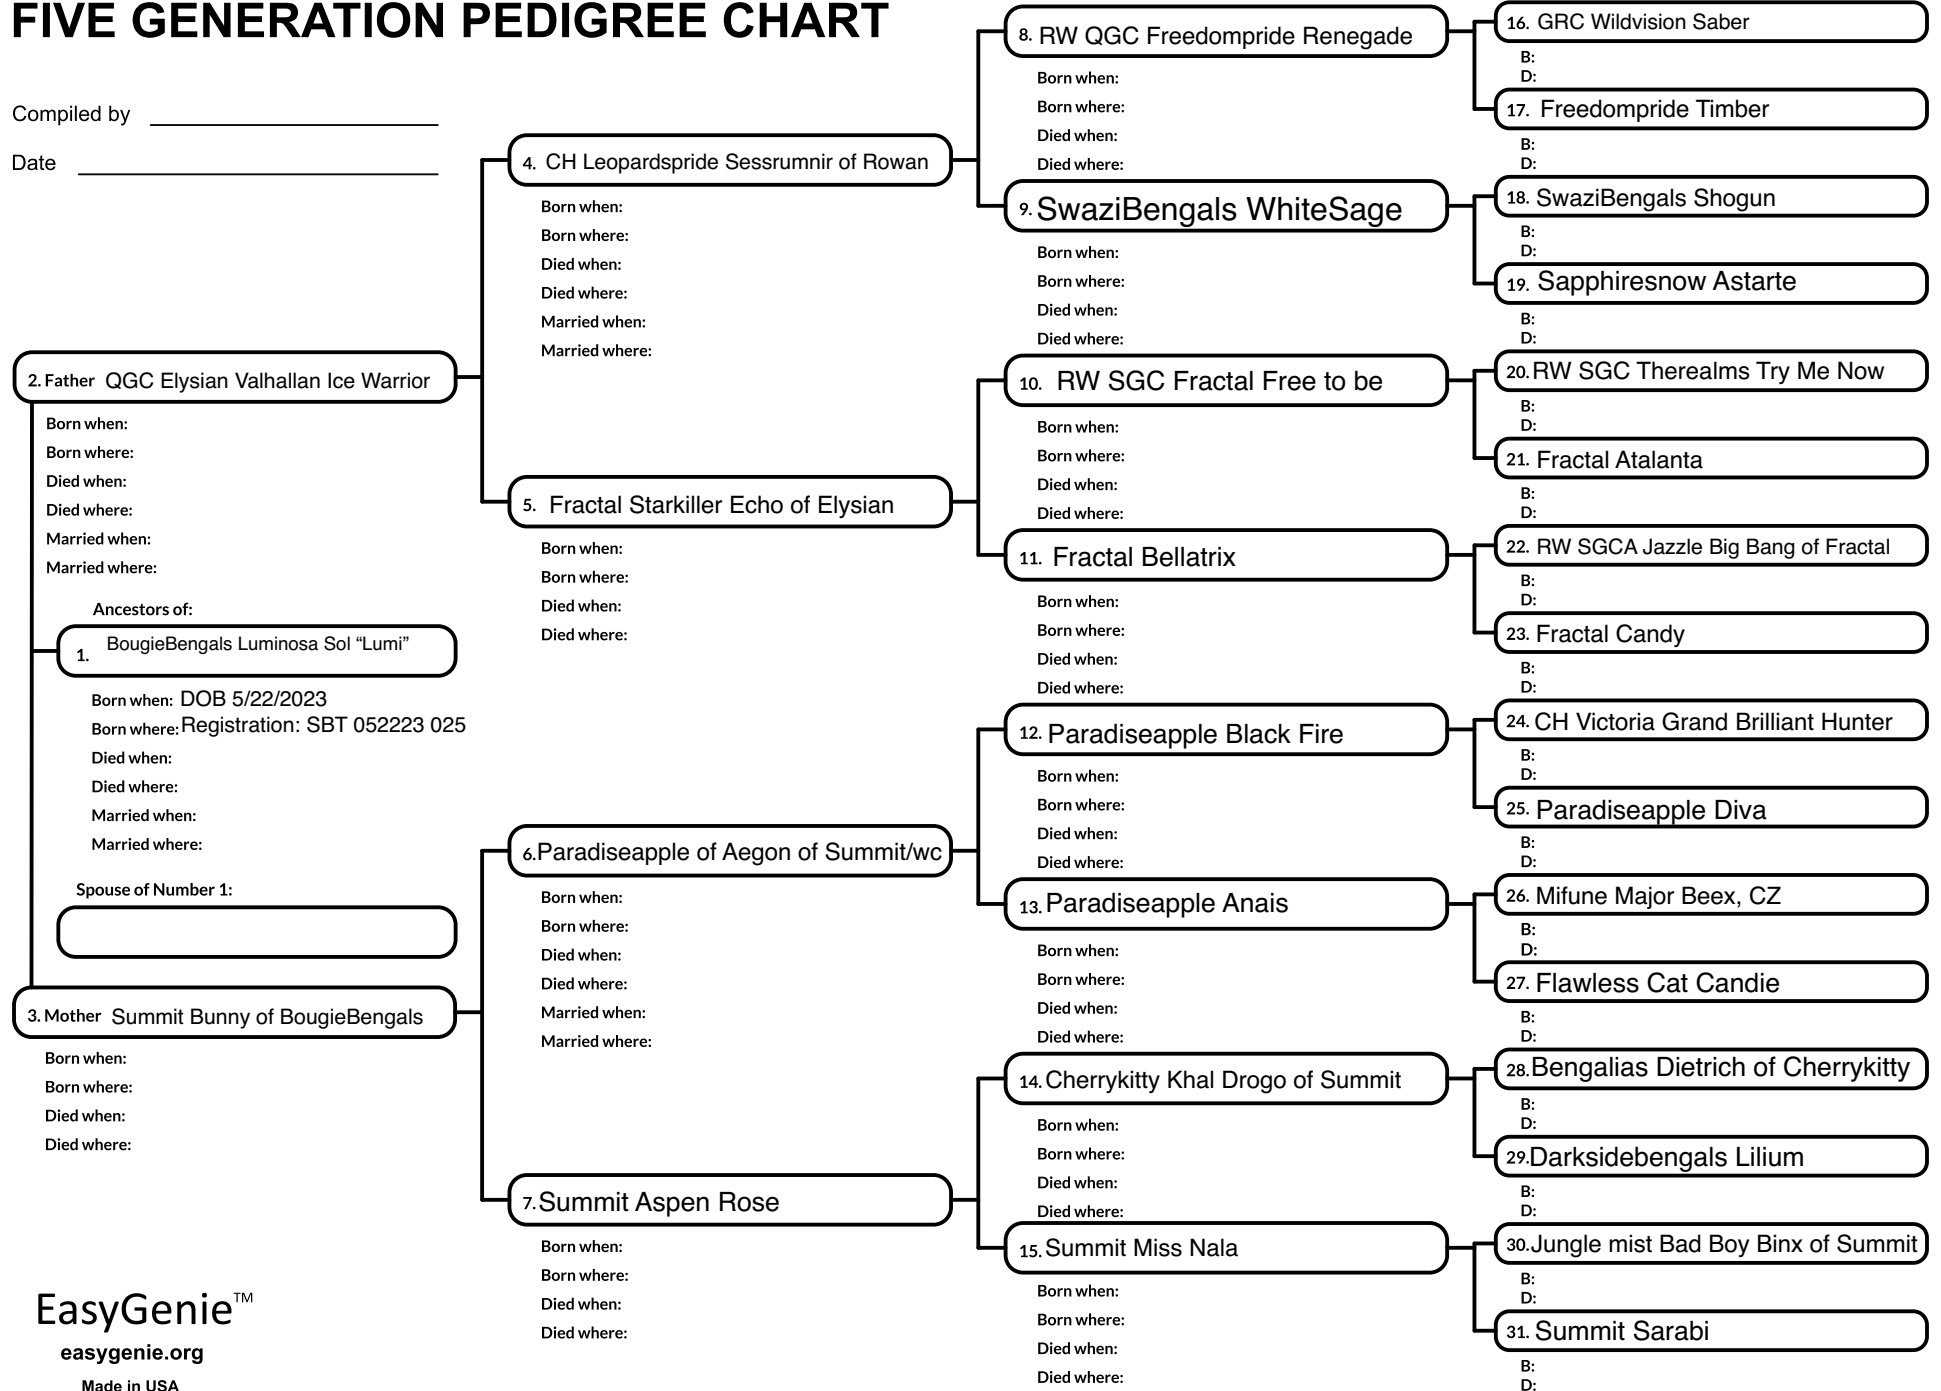 FIVE GENERATION PEDIGREE CHART
Compiled by
Date
2. Father QGC Elysian Valhallan Ice Warrior
Born when:
Born where:
Died when:
Died where:
Married when:
Married where:
Ancestors of:
1. BougieBengals Luminosa Sol “Lumi”
Born when: DOB 5/22/2023
Born where: Registration: SBT 052223 025
Died when:
Died where:
Married when:
Married where:
Spouse of Number 1:
3. Mother Summit Bunny of BougieBengals
Born when:
Born where:
Died when:
Died where:
EasyGenie™
easygenie.org
Made in USA
4. CH Leopardspride Sessrumnir of Rowan
Born when:
Born where:
Died when:
Died where:
Married when:
Married where:
5. Fractal Starkiller Echo of Elysian
Born when:
Born where:
Died when:
Died where:
6. Paradiseapple of Aegon of Summit/wc
Born when:
Born where:
Died when:
Died where:
Married when:
Married where:
7. Summit Aspen Rose
Born when:
Born where:
Died when:
Died where:
8. RW QGC Freedompride Renegade
Born when:
Born where:
Died when:
Died where:
9. SwaziBengals WhiteSage
Born when:
Born where:
Died when:
Died where:
10. RW SGC Fractal Free to be
Born when:
Born where:
Died when:
Died where:
11. Fractal Bellatrix
Born when:
Born where:
Died when:
Died where:
12. Paradiseapple Black Fire
Born when:
Born where:
Died when:
Died where:
13. Paradiseapple Anais
Born when:
Born where:
Died when:
Died where:
14. Cherrykitty Khal Drogo of Summit
Born when:
Born where:
Died when:
Died where:
15. Summit Miss Nala
Born when:
Born where:
Died when:
Died where:
16. GRC Wildvision Saber
B:
D:
17. Freedompride Timber
B:
D:
18. SwaziBengals Shogun
B:
D:
19. Sapphiresnow Astarte
B:
D:
20. RW SGC Therealms Try Me Now
B:
D:
21. Fractal Atalanta
B:
D:
22. RW SGCA Jazzle Big Bang of Fractal
B:
D:
23. Fractal Candy
B:
D:
24. CH Victoria Grand Brilliant Hunter
B:
D:
25. Paradiseapple Diva
B:
D:
26. Mifune Major Beex, CZ
B:
D:
27. Flawless Cat Candie
B:
D:
28. Bengalias Dietrich of Cherrykitty
B:
D:
29. Darksidebengals Lilium
B:
D:
30. Jungle mist Bad Boy Binx of Summit
B:
D:
31. Summit Sarabi
B:
D: